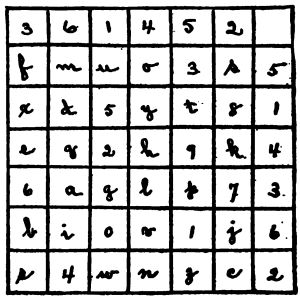 3 6 1 4 5 2
f m u o 3 s 5
x d 5 y t 8 1
e q 2 h 9 k 4
6 a g l p 7 3
b i 0 v 1 j 6
r 4 w n z c 2